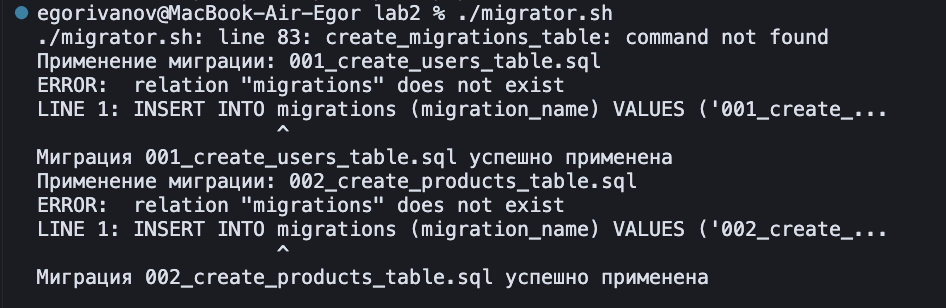 egorivanov@MacBook-Air-Egor lab2 % ./migrator.sh
./migrator.sh: line 83: create_migrations_table: command not found
Применение миграции: 001_create_users_table.sql
ERROR:  relation "migrations" does not exist
LINE 1: INSERT INTO migrations (migration_name) VALUES ('001_create_...
^
Миграция 001_create_users_table.sql успешно применена
Применение миграции: 002_create_products_table.sql
ERROR:  relation "migrations" does not exist
LINE 1: INSERT INTO migrations (migration_name) VALUES ('002_create_...
^
Миграция 002_create_products_table.sql успешно применена